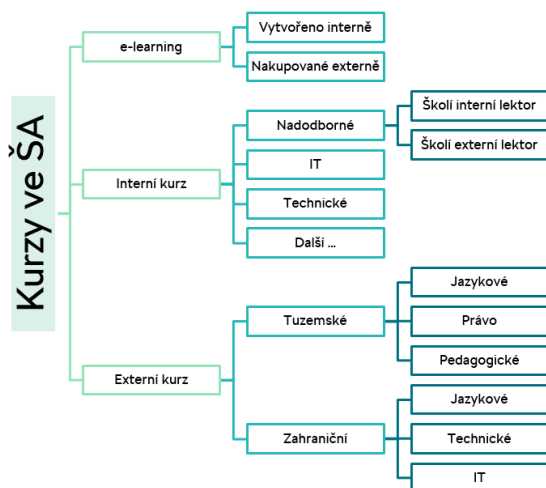 Kurzy ve ŠA
e-learning
Vytvořeno interně
Nakupované externě
Interní kurz
Nadodborné
Školí interní lektor
Školí externí lektor
IT
Technické
Další ...
Externí kurz
Tuzemské
Jazykové
Právo
Pedagogické
Zahraniční
Jazykové
Technické
IT